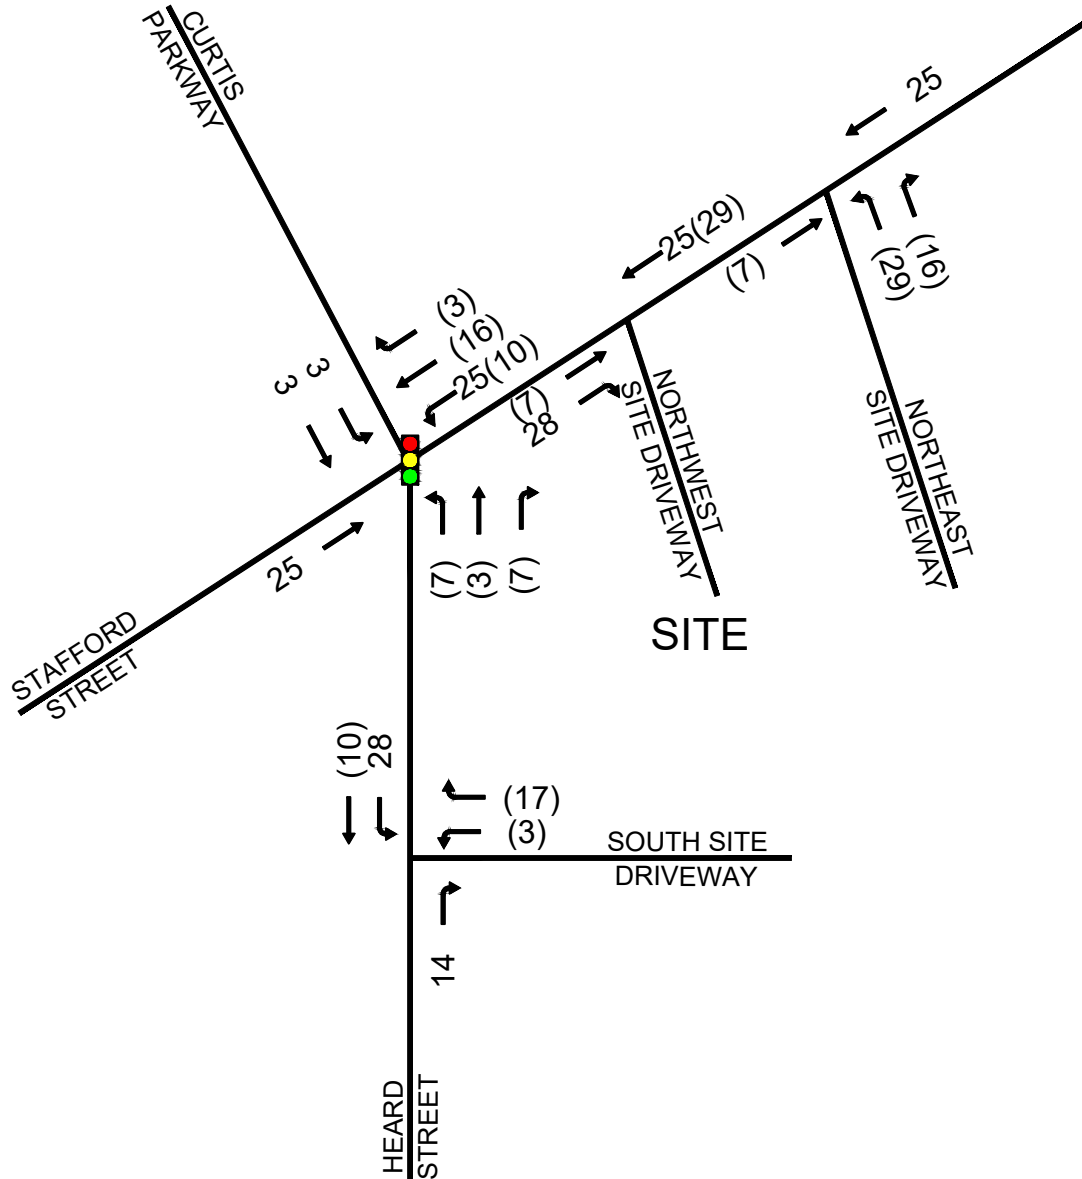 CURTIS
PARKWAY
25
25(29)
(7)
(29)
(16)
(3)
(16)
25(10)
3
3
(7)
28
NORTHWEST
SITE DRIVEWAY
NORTHEAST
SITE DRIVEWAY
25
(7)
(3)
(7)
SITE
STAFFORD
STREET
(10)
28
(17)
(3)
SOUTH SITE
DRIVEWAY
14
HEARD
STREET